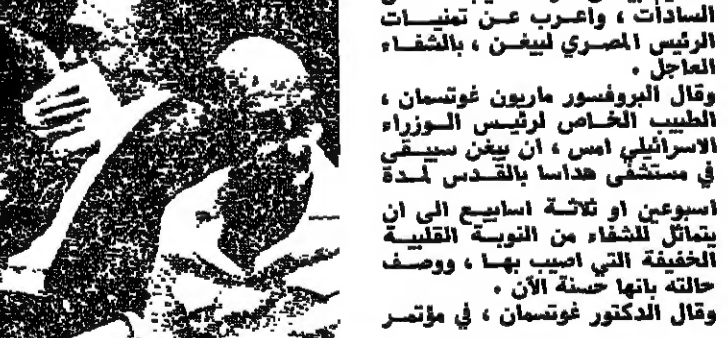 السادات ، واعرب عن تمنيات
الرئيس المصري لبيغن ، بالشفاء
العاجل .
وقال البروفسور ماريون غوتسمان ،
الطبيب الخاص لرئيس الوزراء
الاسرائيلي امس ، ان بيغن سيبقى
في مستشفى هداسا بالقدس لمدة
اسبوعين او ثلاثة اسابيع الى ان
يتماثل للشفاء من النوبة القلبية
الخفيفة التي اصيب بها ، ووصف
حالته بانها حسنة الآن .
وقال الدكتور غوتسمان ، في مؤتمر